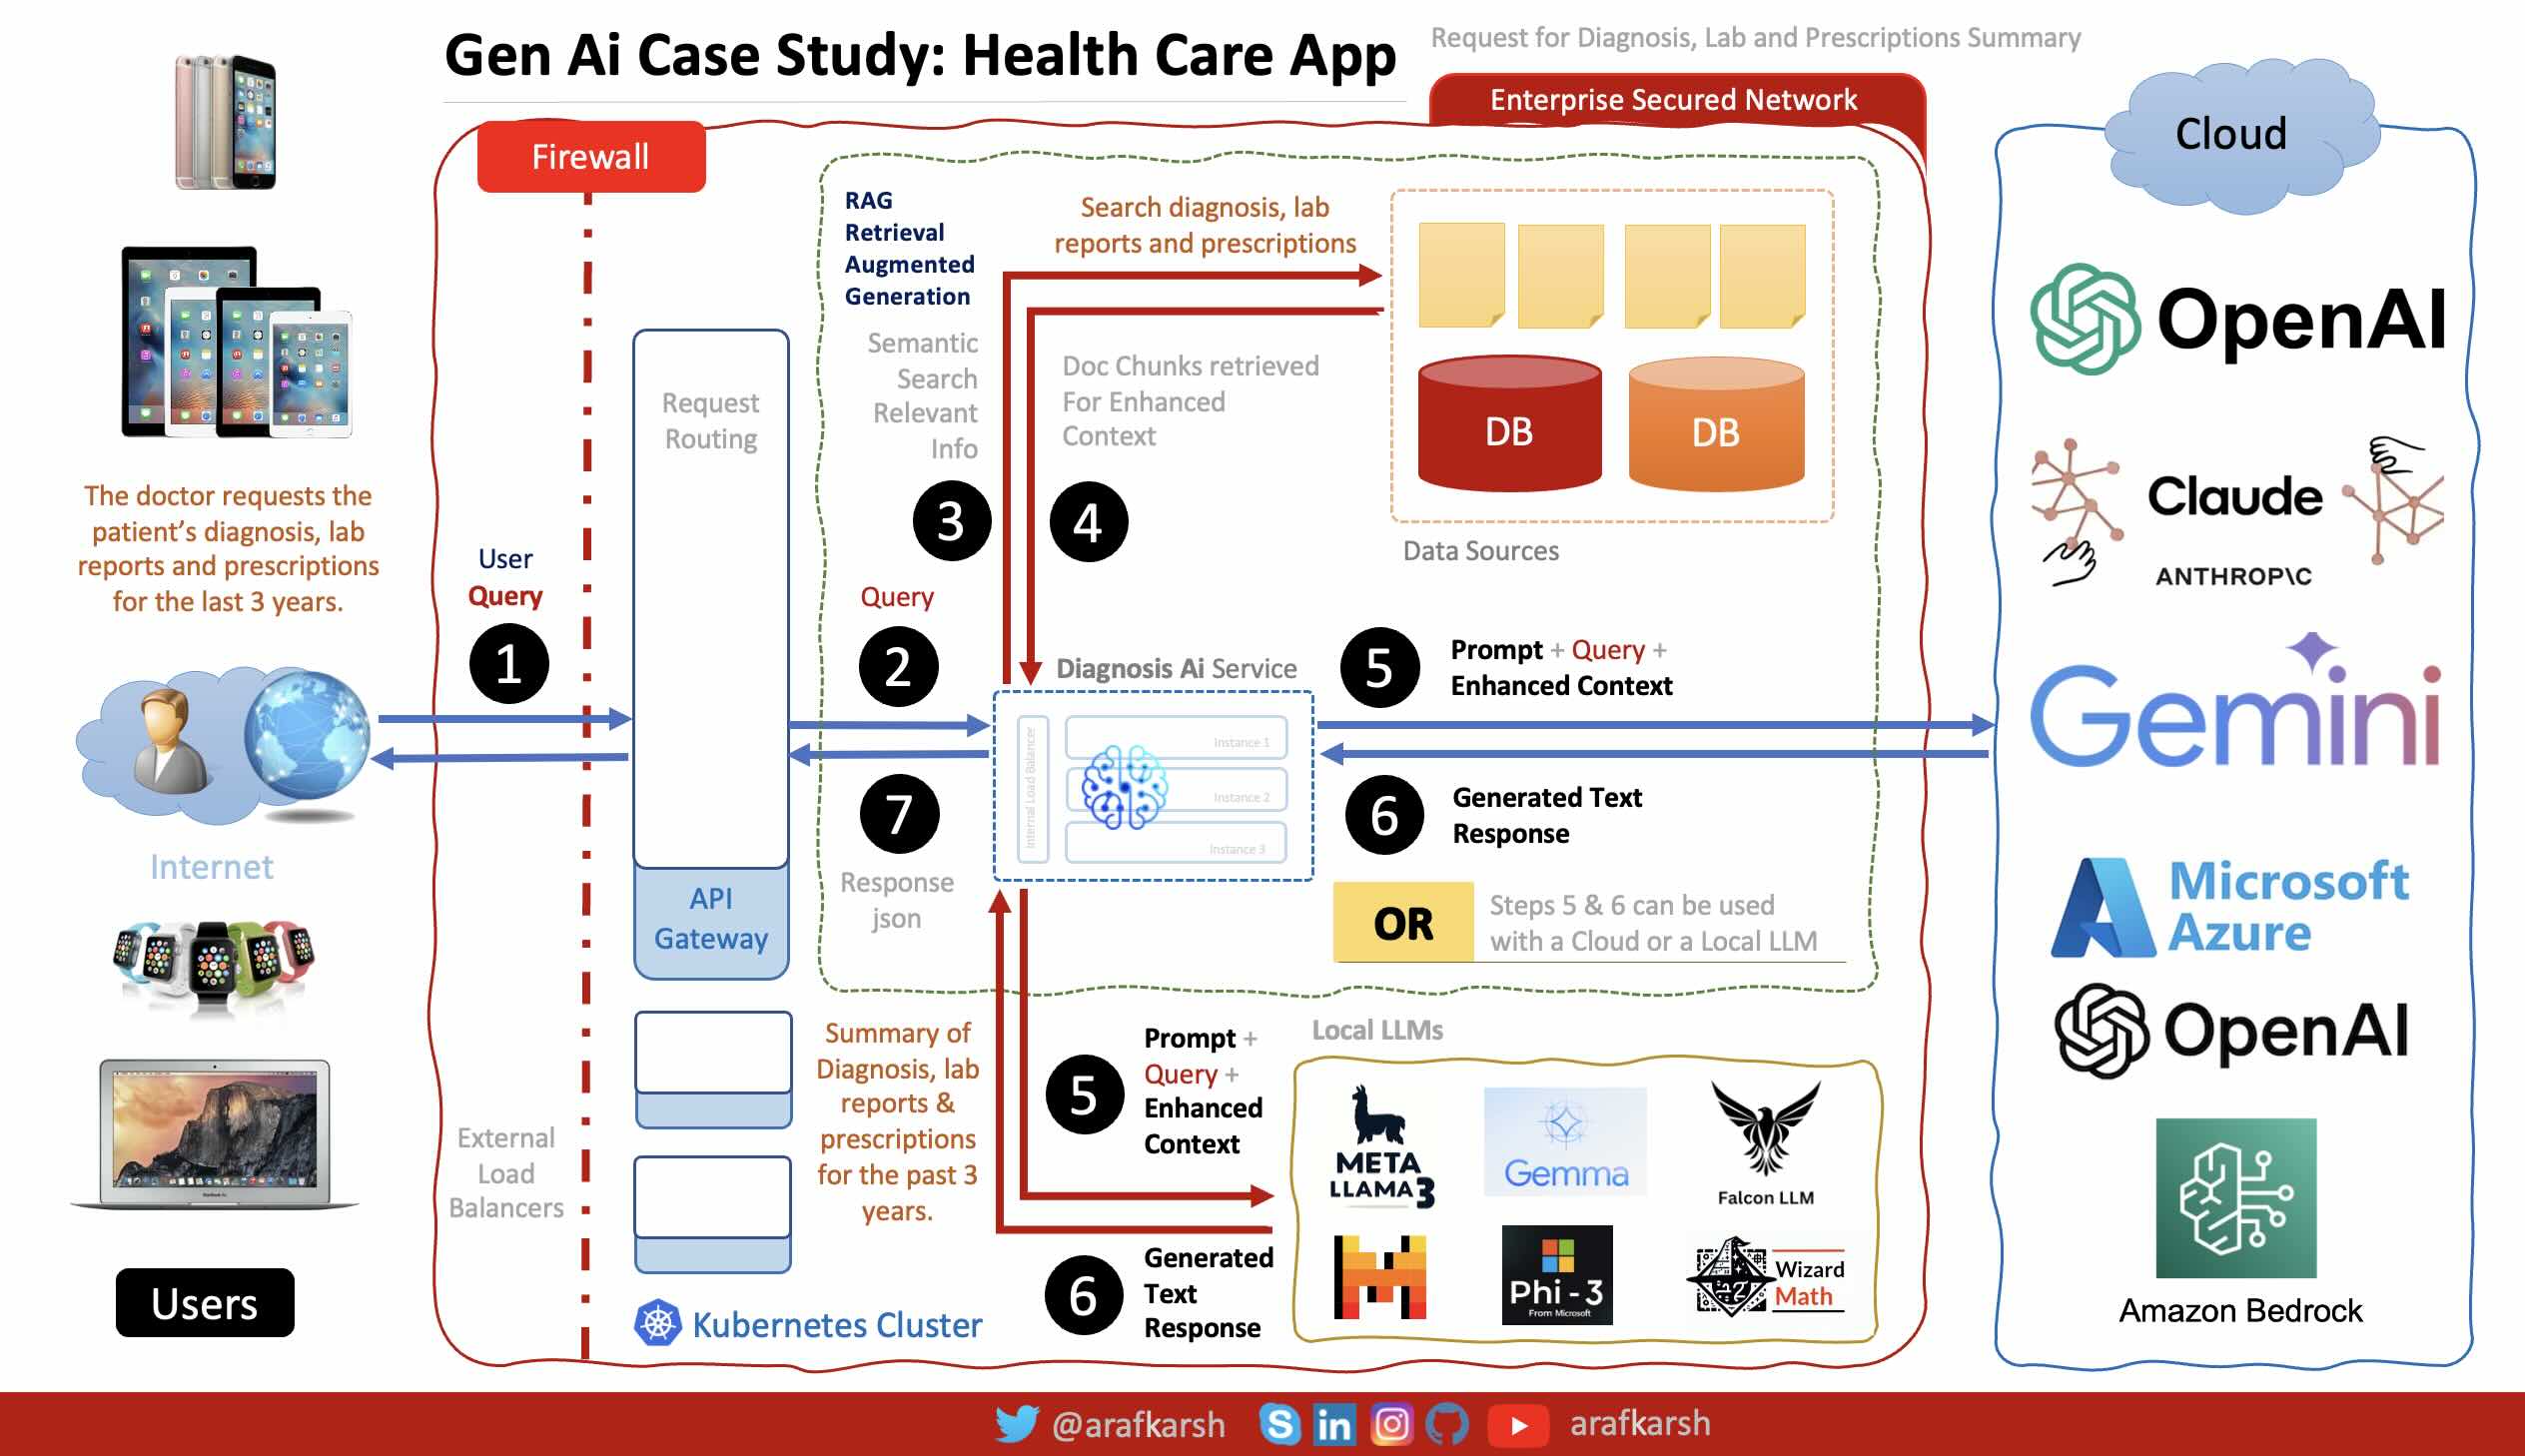 Gen Ai Case Study: Health Care App
Request for Diagnosis, Lab and Prescriptions Summary
Enterprise Secured Network
Firewall
Cloud
RAG
Retrieval
Augmented
Generation
Semantic
Search
Relevant
Info
Search diagnosis, lab
reports and prescriptions
Doc Chunks retrieved
For Enhanced
Context
3
4
DB
DB
Data Sources
Request
Routing
API
Gateway
The doctor requests the
patient’s diagnosis, lab
reports and prescriptions
for the last 3 years.
User
Query
1
Internet
Users
External
Load
Balancers
Query
2
7
Response
json
Diagnosis Ai Service
Internal Load Balancer
Instance 1
Instance 2
Instance 3
5
Prompt + Query +
Enhanced Context
6
Generated Text
Response
OR
Steps 5 & 6 can be used
with a Cloud or a Local LLM
Summary of
Diagnosis, lab
reports &
prescriptions
for the past 3
years.
Kubernetes Cluster
5
Prompt +
Query +
Enhanced
Context
6
Generated
Text
Response
Local LLMs
META
LLAMA 3
Gemma
Falcon LLM
Phi - 3
From Microsoft
Wizard
Math
OpenAI
Claude
ANTHROP\C
Gemini
Microsoft
Azure
OpenAI
Amazon Bedrock
@arafkarsh
in
arafkarsh